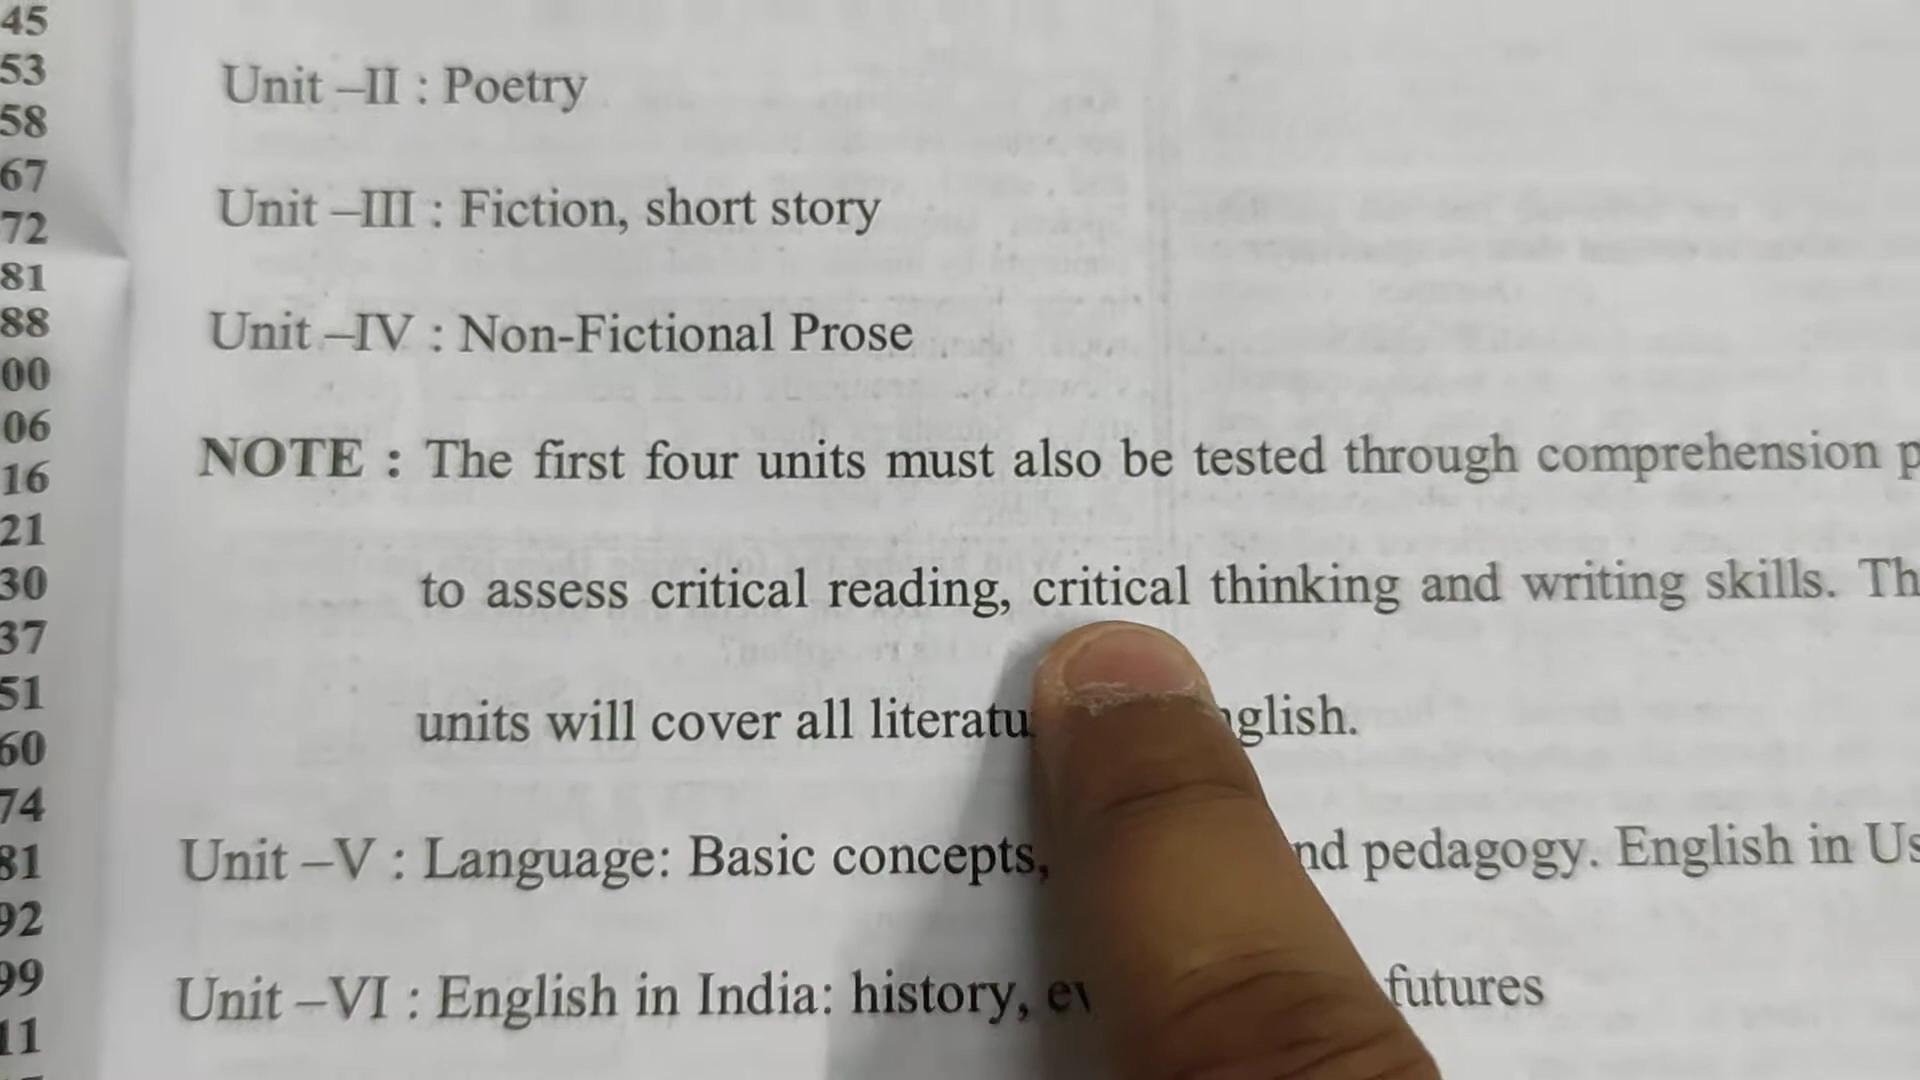 45
53
58
67
72
81
88
00
06
16
21
30
37
51
60
74
81
92
99
11
Unit –II : Poetry
Unit –III : Fiction, short story
Unit –IV : Non-Fictional Prose
NOTE : The first four units must also be tested through comprehension
to assess critical reading, critical thinking and writing skills.
units will cover all
Unit –V : Language: Basic concepts, pedagogy. English in
Unit –VI : English in India: history, futures